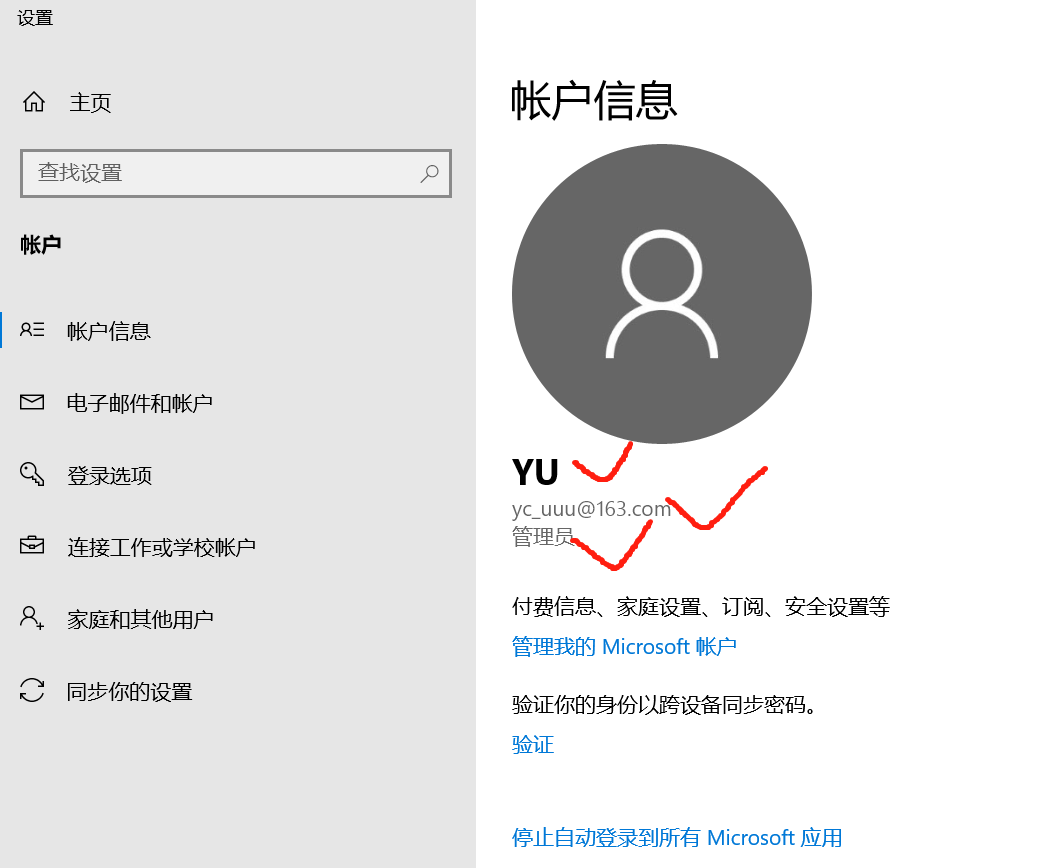 设置
主页
查找设置
帐户
帐户信息
电子邮件和帐户
登录选项
连接工作或学校帐户
家庭和其他用户
同步你的设置
帐户信息
YU
yc_uuu@163.com
管理员
付费信息、家庭设置、订阅、安全设置等
管理我的 Microsoft 帐户
验证你的身份以跨设备同步密码。
验证
停止自动登录到所有 Microsoft 应用